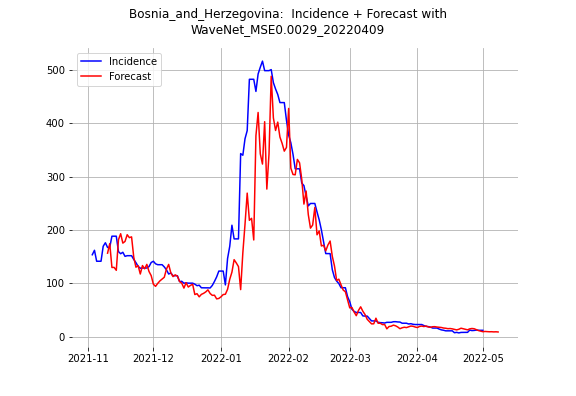 Bosnia_and_Herzegovina:  Incidence + Forecast with
WaveNet_MSE0.0029_20220409
Incidence
Forecast
500
400
300
200
100
0
2021-11 2021-12 2022-01 2022-02 2022-03 2022-04 2022-05